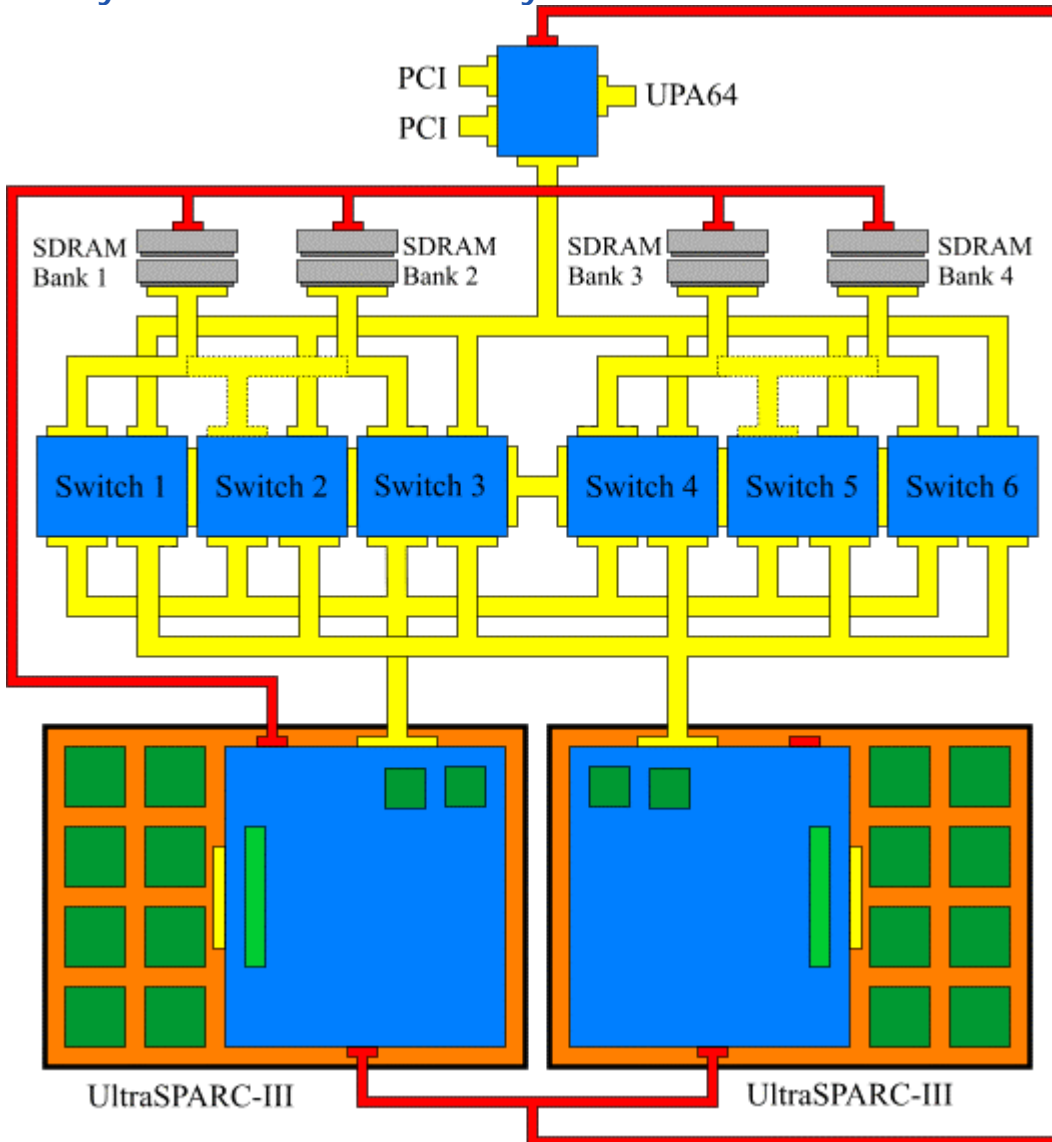 PCI
UPA64
PCI
SDRAM
Bank 1
SDRAM
Bank 2
SDRAM
Bank 3
SDRAM
Bank 4
Switch 1
Switch 2
Switch 3
Switch 4
Switch 5
Switch 6
UltraSPARC-III
UltraSPARC-III